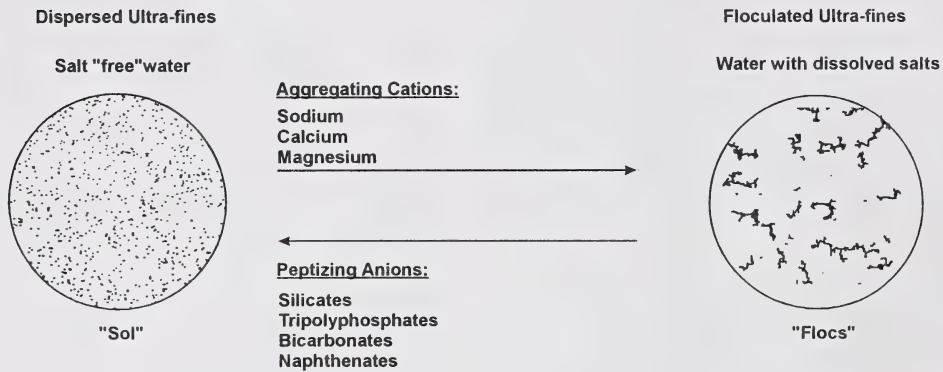 Dispersed Ultra-fines
Floculated Ultra-fines
Salt "free"water
Water with dissolved salts
Aggregating Cations:
Sodium
Calcium
Magnesium
Peptizing Anions:
Silicates
Tripolyphosphates
Bicarbonates
Naphthenates
"Sol"
"Flocs"